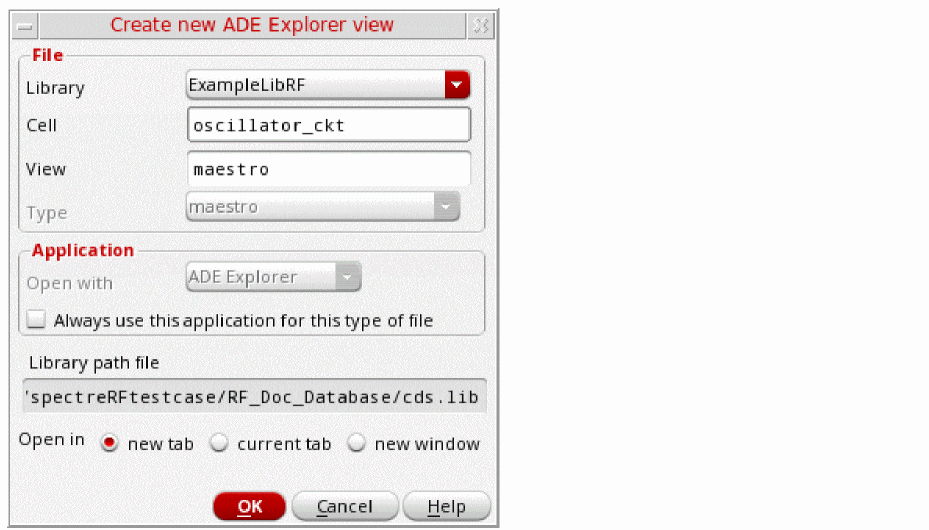 Create new ADE Explorer view
File
Library ExampleLibRF
Cell oscillator_ckt
View maestro
Type maestro
Application
Open with ADE Explorer
Always use this application for this type of file
Library path file
'spectreRFtestcase/RF_Doc_Database/cds.lib
Open in new tab current tab new window
OK Cancel Help